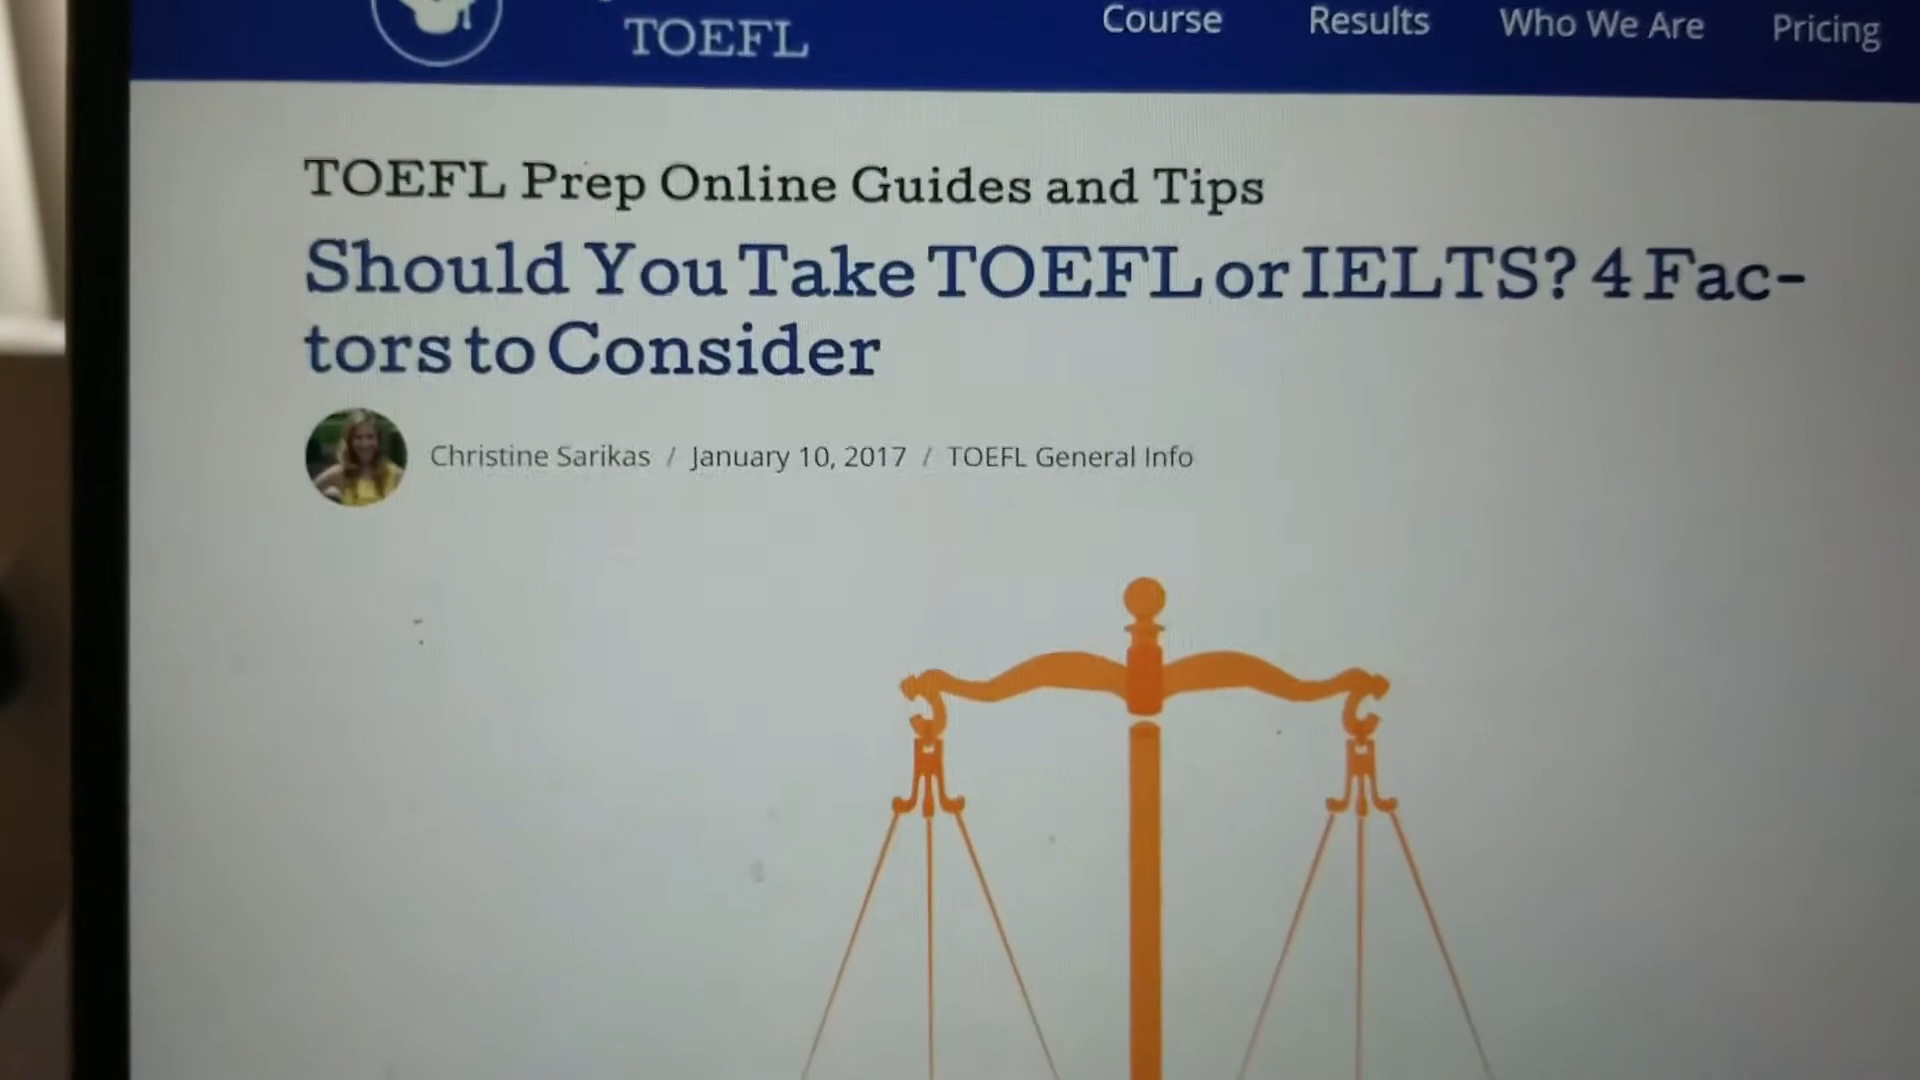 TOEFL
Course
Results
Who We Are
Pricing
TOEFL Prep Online Guides and Tips
Should You Take TOEFL or IELTS? 4 Fac-
tors to Consider
Christine Sarikas / January 10, 2017 / TOEFL General Info